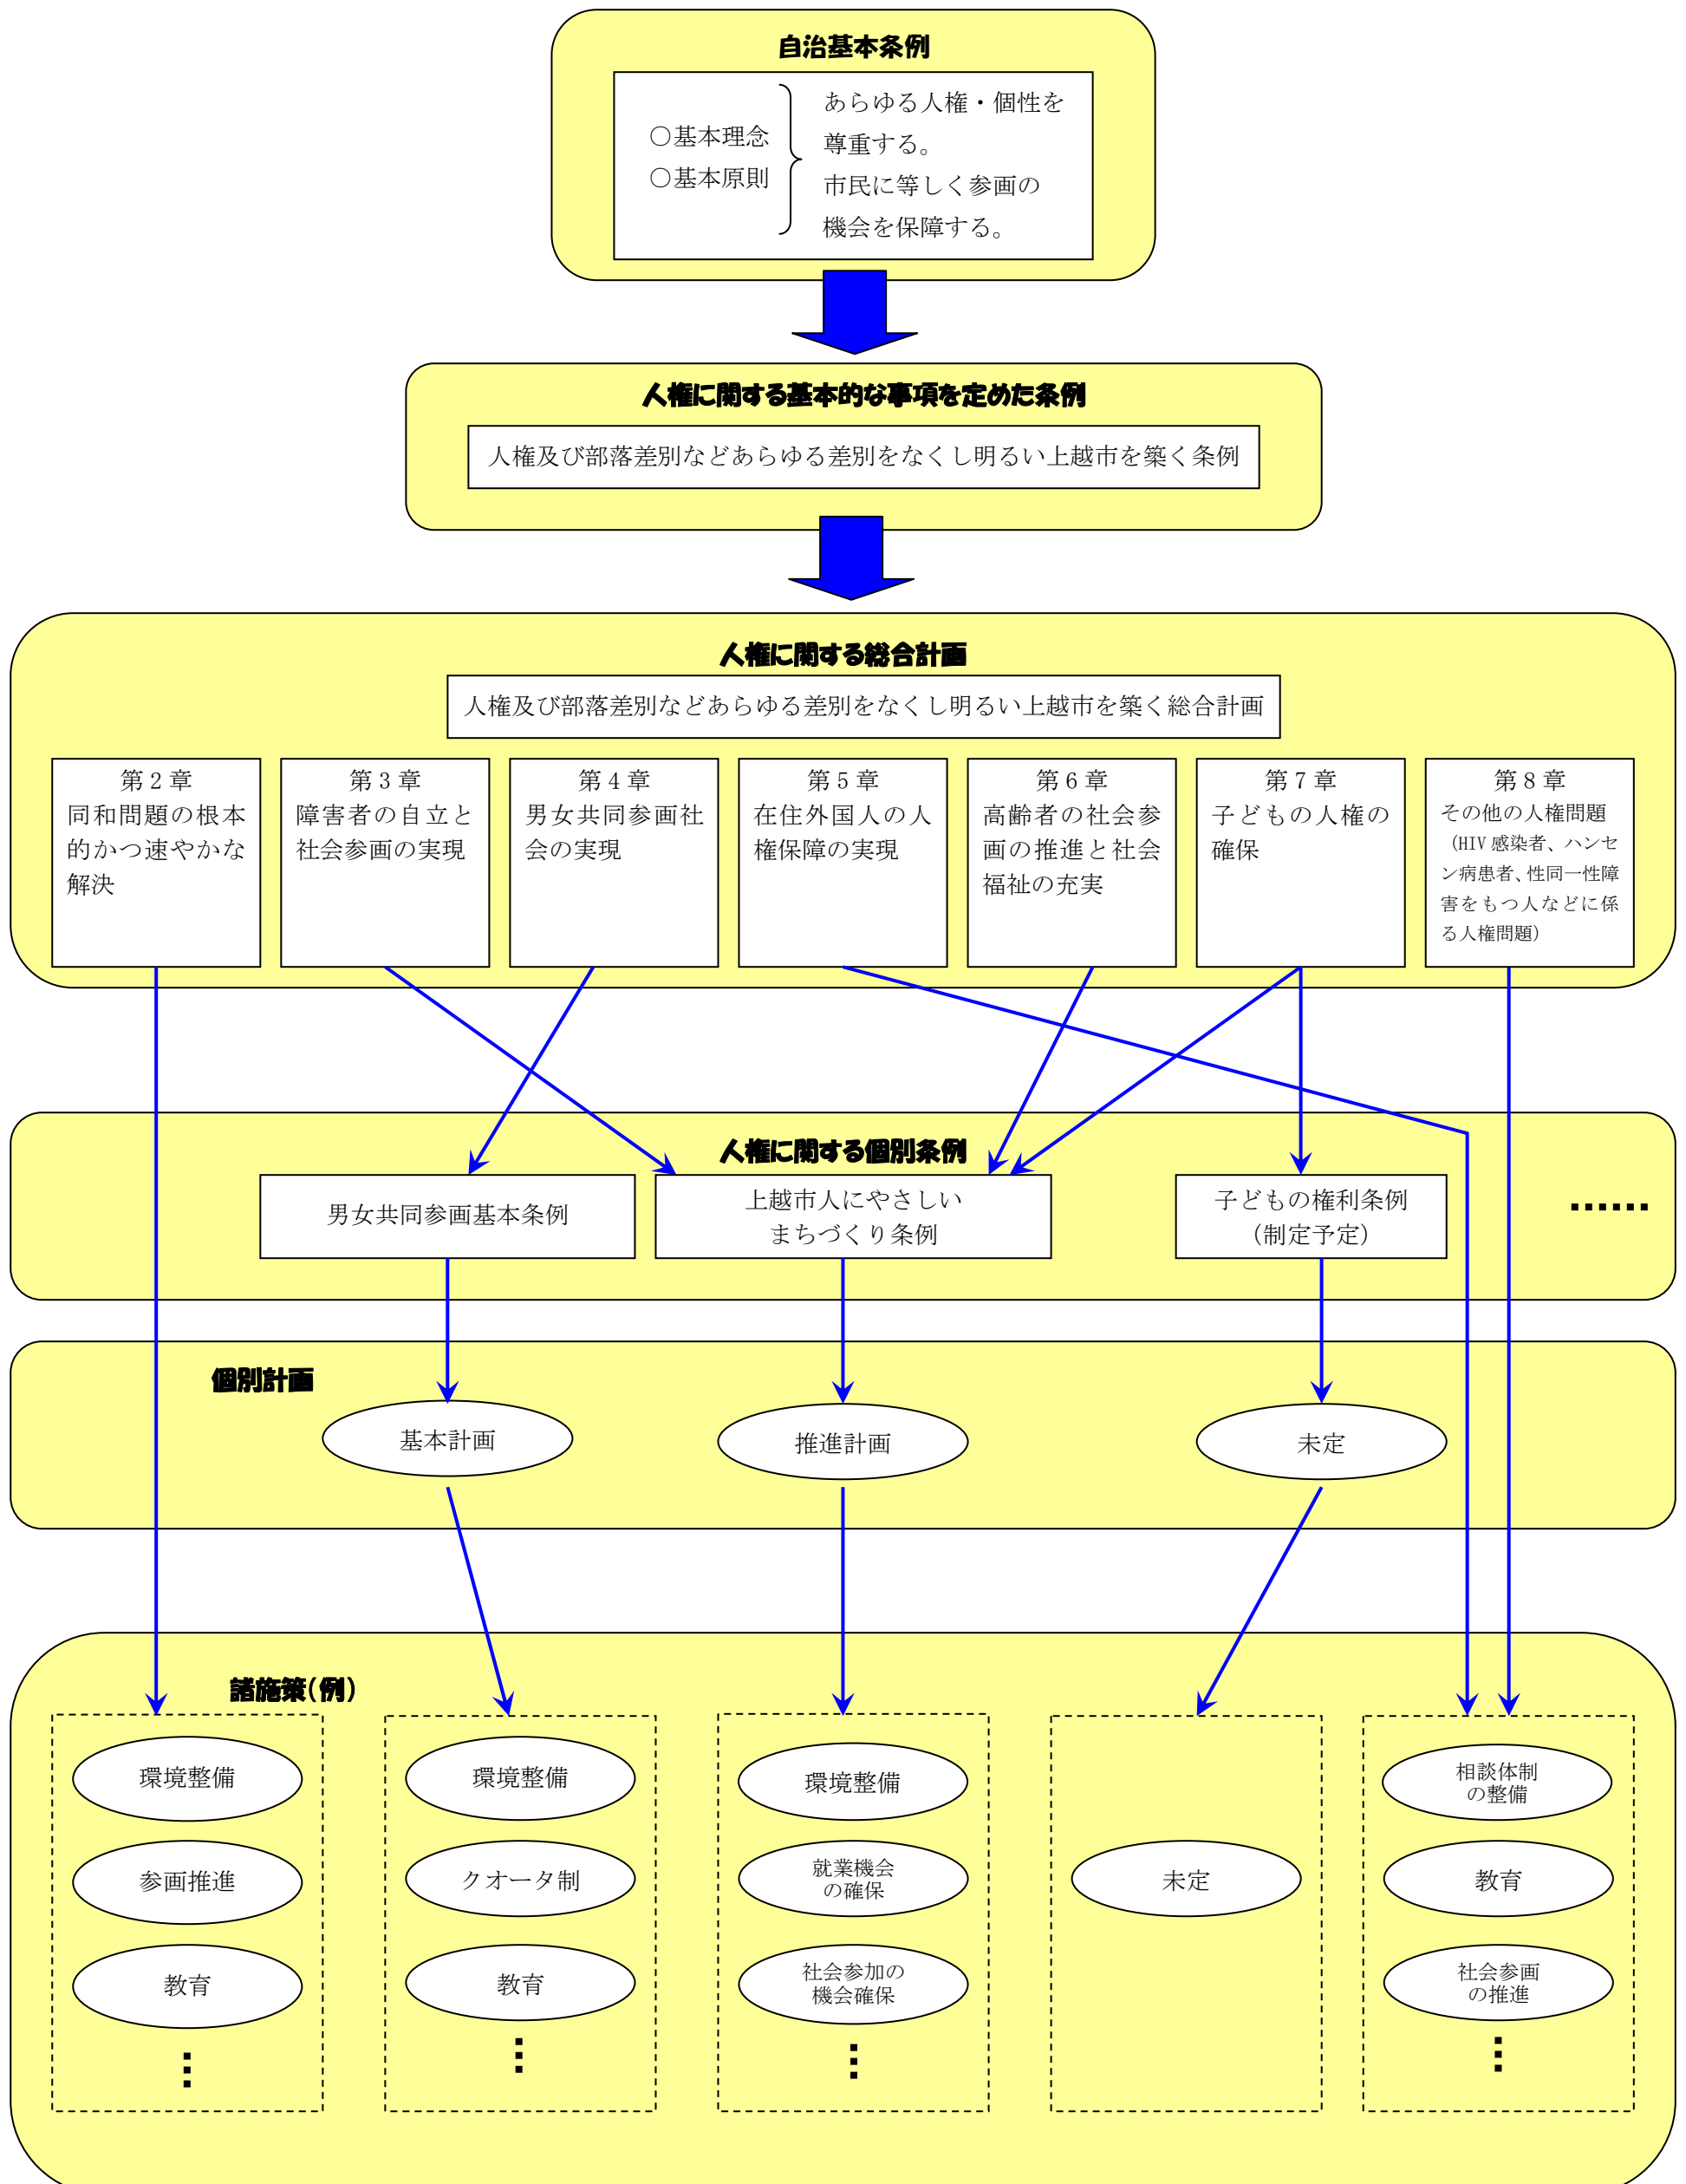 自治基本条例
○基本理念
○基本原則
あらゆる人権・個性を
尊重する。
市民に等しく参画の
機会を保障する。
人権に関する基本的な事項を定めた条例
人権及び部落差別などあらゆる差別をなくし明るい上越市を築く条例
人権に関する総合計画
人権及び部落差別などあらゆる差別をなくし明るい上越市を築く総合計画
第2章
同和問題の根本
的かつ速やかな
解決
第3章
障害者の自立と
社会参画の実現
第4章
男女共同参画社
会の実現
第5章
在住外国人の人
権保障の実現
第6章
高齢者の社会参
画の推進と社会
福祉の充実
第7章
子どもの人権の
確保
第8章
その他の人権問題
(HIV感染者、ハンセ
ン病患者、性同一性障
害をもつ人などに係
る人権問題)
人権に関する個別条例
男女共同参画基本条例
上越市人にやさしい
まちづくり条例
子どもの権利条例
(制定予定)
……
個別計画
基本計画
推進計画
未定
諸施策(例)
環境整備
参画推進
教育
環境整備
クオータ制
教育
環境整備
就業機会
の確保
社会参加の
機会確保
未定
相談体制
の整備
教育
社会参画
の推進